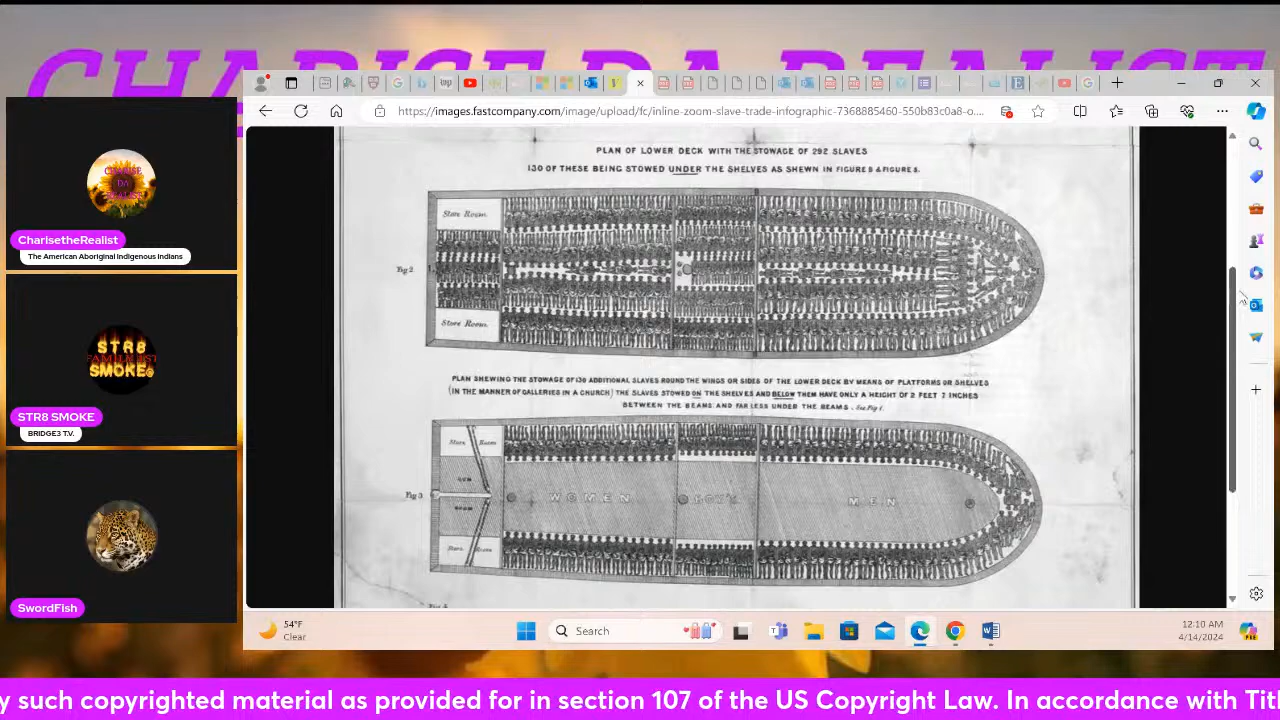 CHARISE DA REALIST
CHARISE
DA
REALIST
CharisetheRealist
The American Aboriginal Indigenous Indians
STR8
SMOKE
STR8 SMOKE
BRIDGE3 T.V.
SwordFish
https://images.fastcompany.com/image/upload/fc/inline-zoom-slave-trade-infographic-7368885460-550b83c0a8-o....
PLAN OF LOWER DECK WITH THE STOWAGE OF 292 SLAVES
130 OF THESE BEING STOWED UNDER THE SHELVES AS SHEWN IN FIGURE & FIGURE 5.
Store Room
Fig 2
Store Room
PLAN SHEWING THE STOWAGE OF 130 ADDITIONAL SLAVES ROUND THE WINGS OR SIDES OF THE LOWER DECK BY MEANS OF PLATFORMS OR SHELVES
(IN THE MANNER OF GALLERIES IN A CHURCH) THE SLAVES STOWED ON THE SHELVES AND BELOW THEM HAVE ONLY A HEIGHT OF 2 FEET 7 INCHES
BETWEEN THE BEAMS AND FAR LESS UNDER THE BEAMS. See Fig 1.
Store Room
Fig 3
WOMEN
BOYS
MEN
Store Room
54°F
Clear
Search
12:10 AM
4/14/2024
y such copyrighted material as provided for in section 107 of the US Copyright Law. In accordance with Titl